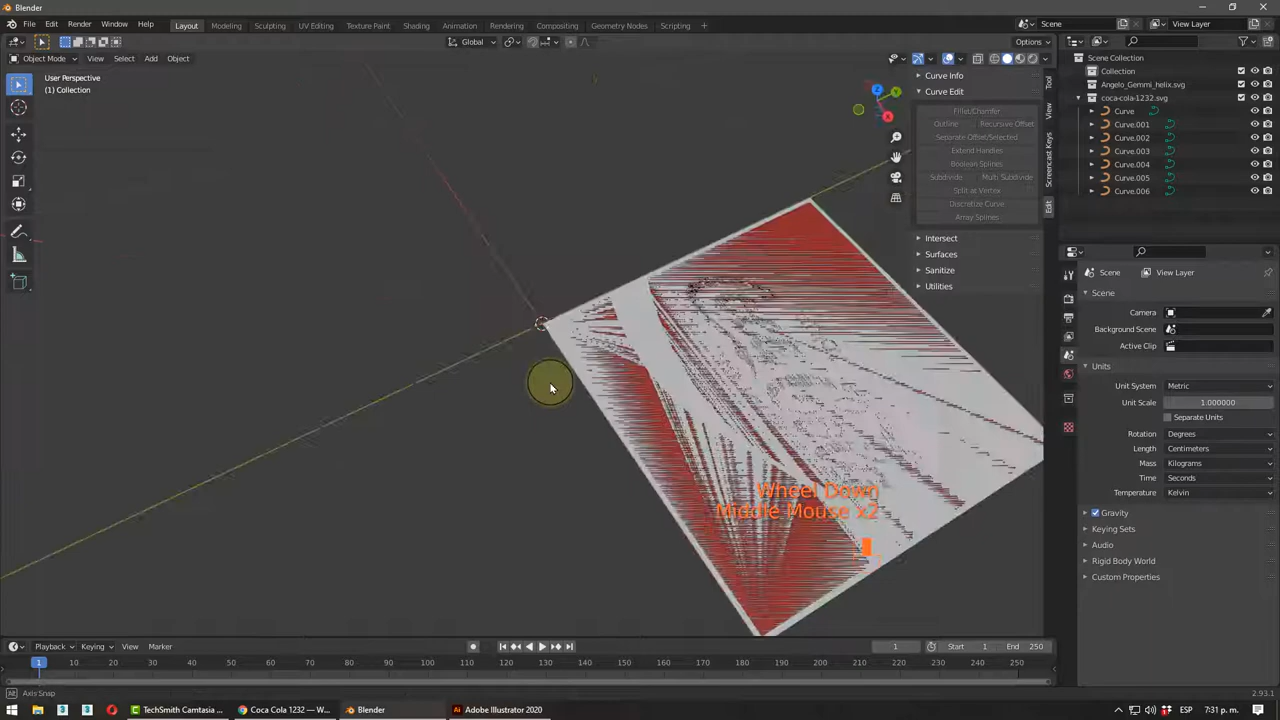 Blender
File Edit Render Window Help Layout Modeling Sculpting UV Editing Texture Paint Shading Animation Rendering Compositing Geometry Nodes Scripting + Scene View Layer
Global Options
Object Mode View Select Add Object
User Perspective
(1) Collection
Z
Y
X
Curve Info
Curve Edit
Fillet/Chamfer
Outline Recursive Offset
Separate Offset/Selected
Extend Handles
Boolean Splines
Subdivide Multi Subdivide
Split at Vertex
Discretize Curve
Array Splines
Intersect
Surfaces
Sanitize
Utilities
Tool
View
Screencast Keys
Edit
Scene Collection
Collection
Angelo_Gemmi_helix.svg
coca-cola-1232.svg
Curve
Curve.001
Curve.002
Curve.003
Curve.004
Curve.005
Curve.006
Scene View Layer
Scene
Camera
Background Scene
Active Clip
Units
Unit System Metric
Unit Scale 1.000000
Separate Units
Rotation Degrees
Length Centimeters
Mass Kilograms
Time Seconds
Temperature Kelvin
Gravity
Keying Sets
Audio
Rigid Body World
Custom Properties
Wheel Down
Middle Mouse x2
Playback Keying View Marker 1 Start 1 End 250
1 10 20 30 40 50 60 70 80 90 100 110 120 130 140 150 160 170 180 190 200 210 220 230 240 250
Axis Snap 2.93.1
TechSmith Camtasia ... Coca Cola 1232 — W... Blender Adobe Illustrator 2020 ESP 7:31 p. m.